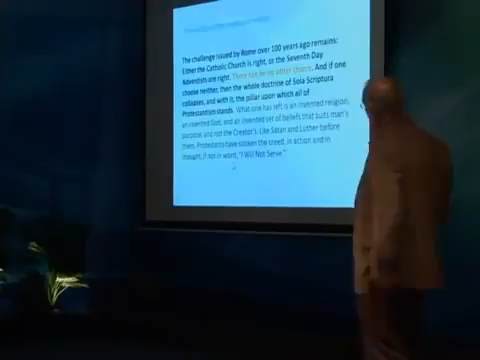 The challenge issued by Rome over 100 years ago remains:
Either the Catholic Church is right, or the Seventh Day
Adventists are right. There can be no other choice. And if one
choose neither, then the whole doctrine of Sola Scriptura
collapses, and with it, the pillar upon which all of
Protestantism stands. What one has left is an invented religion,
an invented God, and an invented set of beliefs that suits man's
purpose, and not the Creator's. Like Satan and Luther before
them, Protestants have spoken the creed, in action and in
thought, if not in word, "I Will Not Serve."